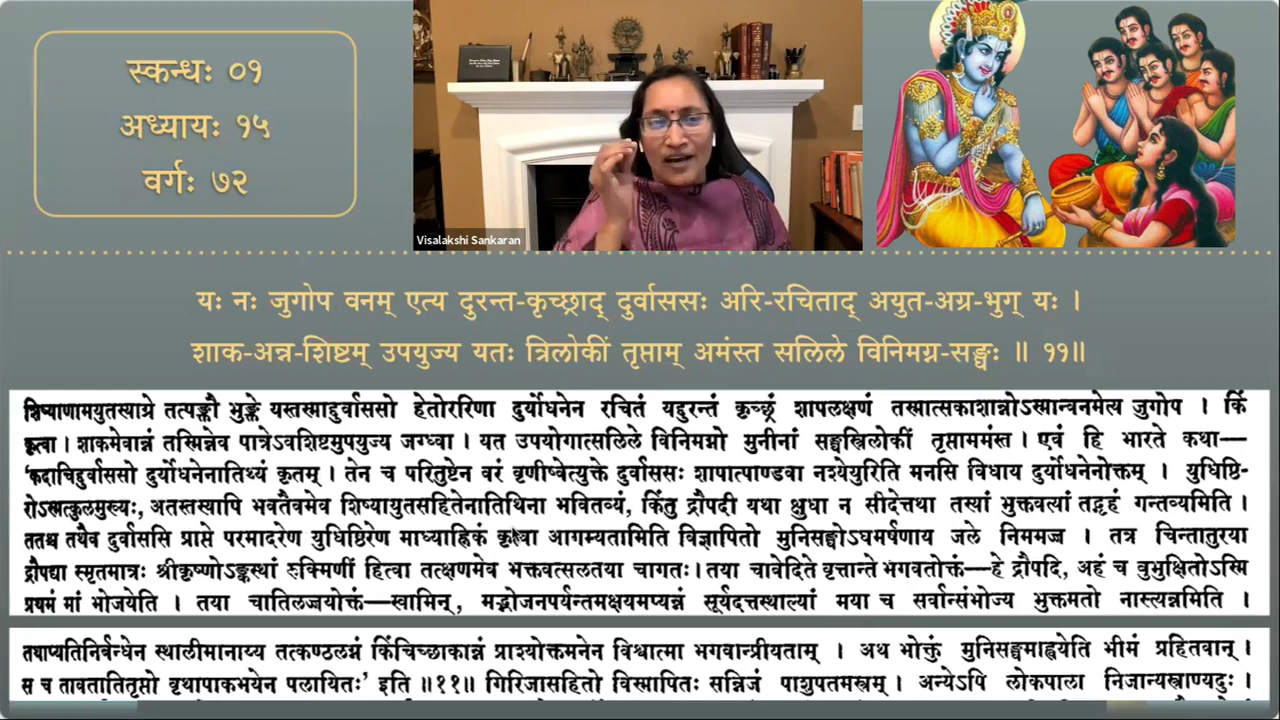 स्कन्धः ०१
अध्यायः १५
वर्गः ७२
Visalakshi Sankaran
यः नः जुगोप वनम् एत्य दुरन्त-कृच्छ्राद् दुर्वाससः अरि-रचिताद् अयुत-अग्र-भुग् यः ।
शाक-अन्न-शिष्टम् उपयुज्य यतः त्रिलोकीं तृप्ताम् अमंस्त सलिले विनिमग्न-सङ्घः ॥ ११॥
शिष्याणामयुतस्याग्रे तत्पङ्क्तौ भुङ्क्ते यस्तस्माद्दुर्वाससो हेतोररिणा दुर्योधनेन रचितं यद्दुरन्तं कृच्छ्रं शापलक्षणं तस्मात्सकाशान्नोऽस्मान्वनमेत्य जुगोप । किं
कृत्वा । शाकमेवान्नं तस्मिन्नेव पात्रेऽवशिष्टमुपयुज्य जग्ध्वा । यत उपयोगात्सलिले विनिमग्नो मुनीनां सङ्घस्त्रिलोकीं तृप्ताममंस्त । एवं हि भारते कथा—
‘कदाचिद्दुर्वाससो दुर्योधनेनातिथ्यं कृतम् । तेन च परितुष्टेन वरं वृणीष्वेत्युक्ते दुर्वाससः शापात्पाण्डवा नश्येयुरिति मनसि विधाय दुर्योधनेनोक्तम् । युधिष्ठि-
रोऽस्मत्कुलमुख्यः, अतस्तस्यापि भवतैवमेव शिष्यायुतसहितेनातिथिना भवितव्यं, किंतु द्रौपदी यथा क्षुधा न सीदेत्तथा तस्यां भुक्तवत्यां तद्गृहं गन्तव्यमिति ।
ततश्च तथैव दुर्वाससि प्राप्ते परमादरेण युधिष्ठिरेण माध्याह्निकं कृत्वा आगम्यतामिति विज्ञापितो मुनिसङ्घोऽघमर्षणाय जले निममज्ज । तत्र चिन्तातुरया
द्रौपद्या स्मृतमात्रः श्रीकृष्णोऽङ्कस्थां रुक्मिणीं हित्वा तत्क्षणमेव भक्तवत्सलतया चागतः । तया चावेदिते वृत्तान्ते भगवतोक्तं—हे द्रौपदि, अहं च बुभुक्षितोऽस्मि
प्रथमं मां भोजयेति । तया चातिलज्जयोक्तं—स्वामिन्, मद्भोजनपर्यन्तमक्षयमप्यन्नं सूर्यदत्तस्थाल्यां मया च सर्वान्संभोज्य भुक्तमतो नास्त्यन्नमिति ।
तथाप्यतिनिर्बन्धेन स्थालीमानाय्य तत्कण्ठलग्नं किंचिच्छाकान्नं प्राश्योक्तमनेन विश्वात्मा भगवान्प्रीयताम् । अथ भोक्तुं मुनिसङ्घमाह्वयेति भीमं प्रहितवान् ।
स च तावतातितृप्तो वृथापाकभयेन पलायितः’ इति ॥११॥ गिरिजासहितो विस्मापितः सन्निजं पाशुपतमस्त्रम् । अन्येऽपि लोकपाला निजान्यस्त्राण्यदुः ।